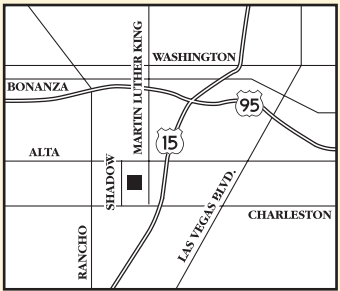 WASHINGTON
BONANZA
MARTIN LUTHER KING
95
15
ALTA
SHADOW
LAS VEGAS BLVD.
CHARLESTON
RANCHO